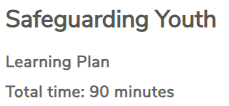 Safeguarding Youth
Learning Plan
Total time: 90 minutes